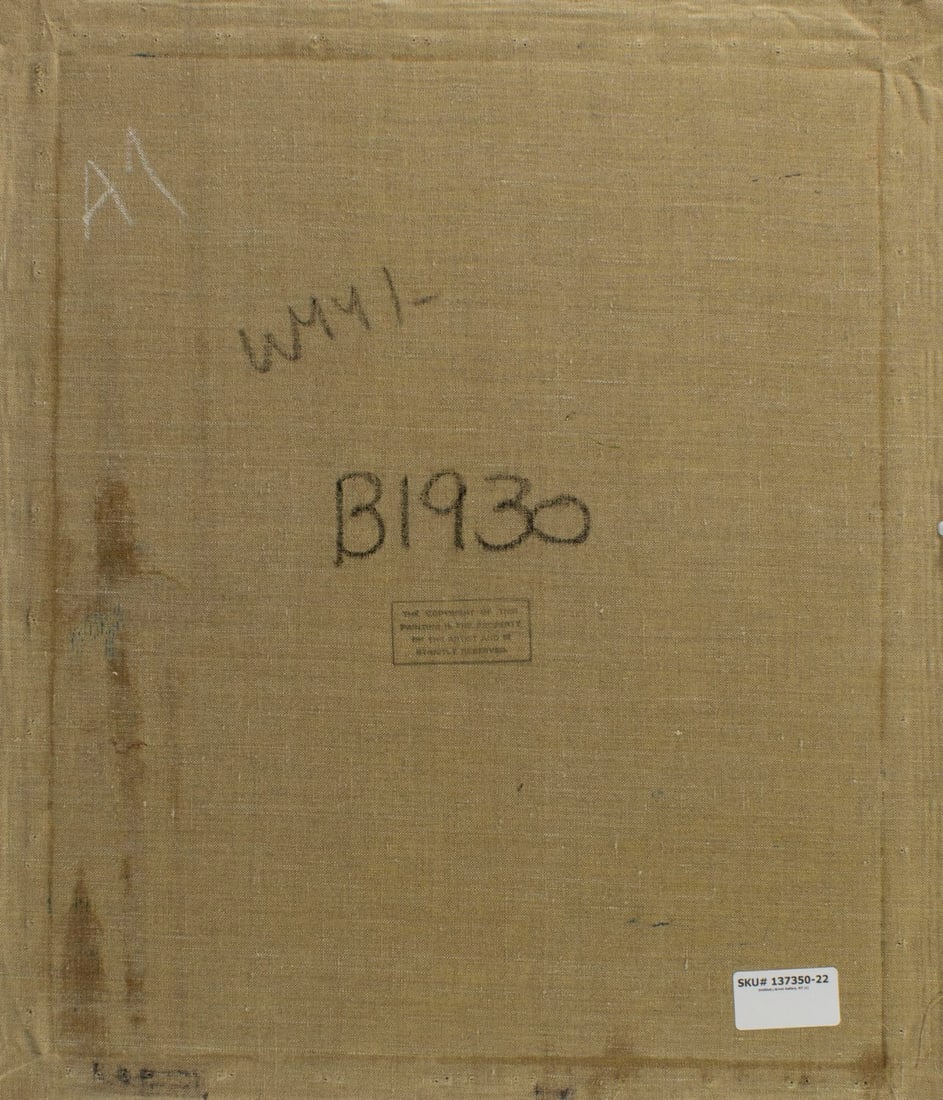 A1
W441/-
B1930
THE COPYRIGHT OF THIS
PAINTING IS THE PROPERTY
OF THE ARTIST AND IS
STRICTLY RESERVED.
SKU# 137350-22